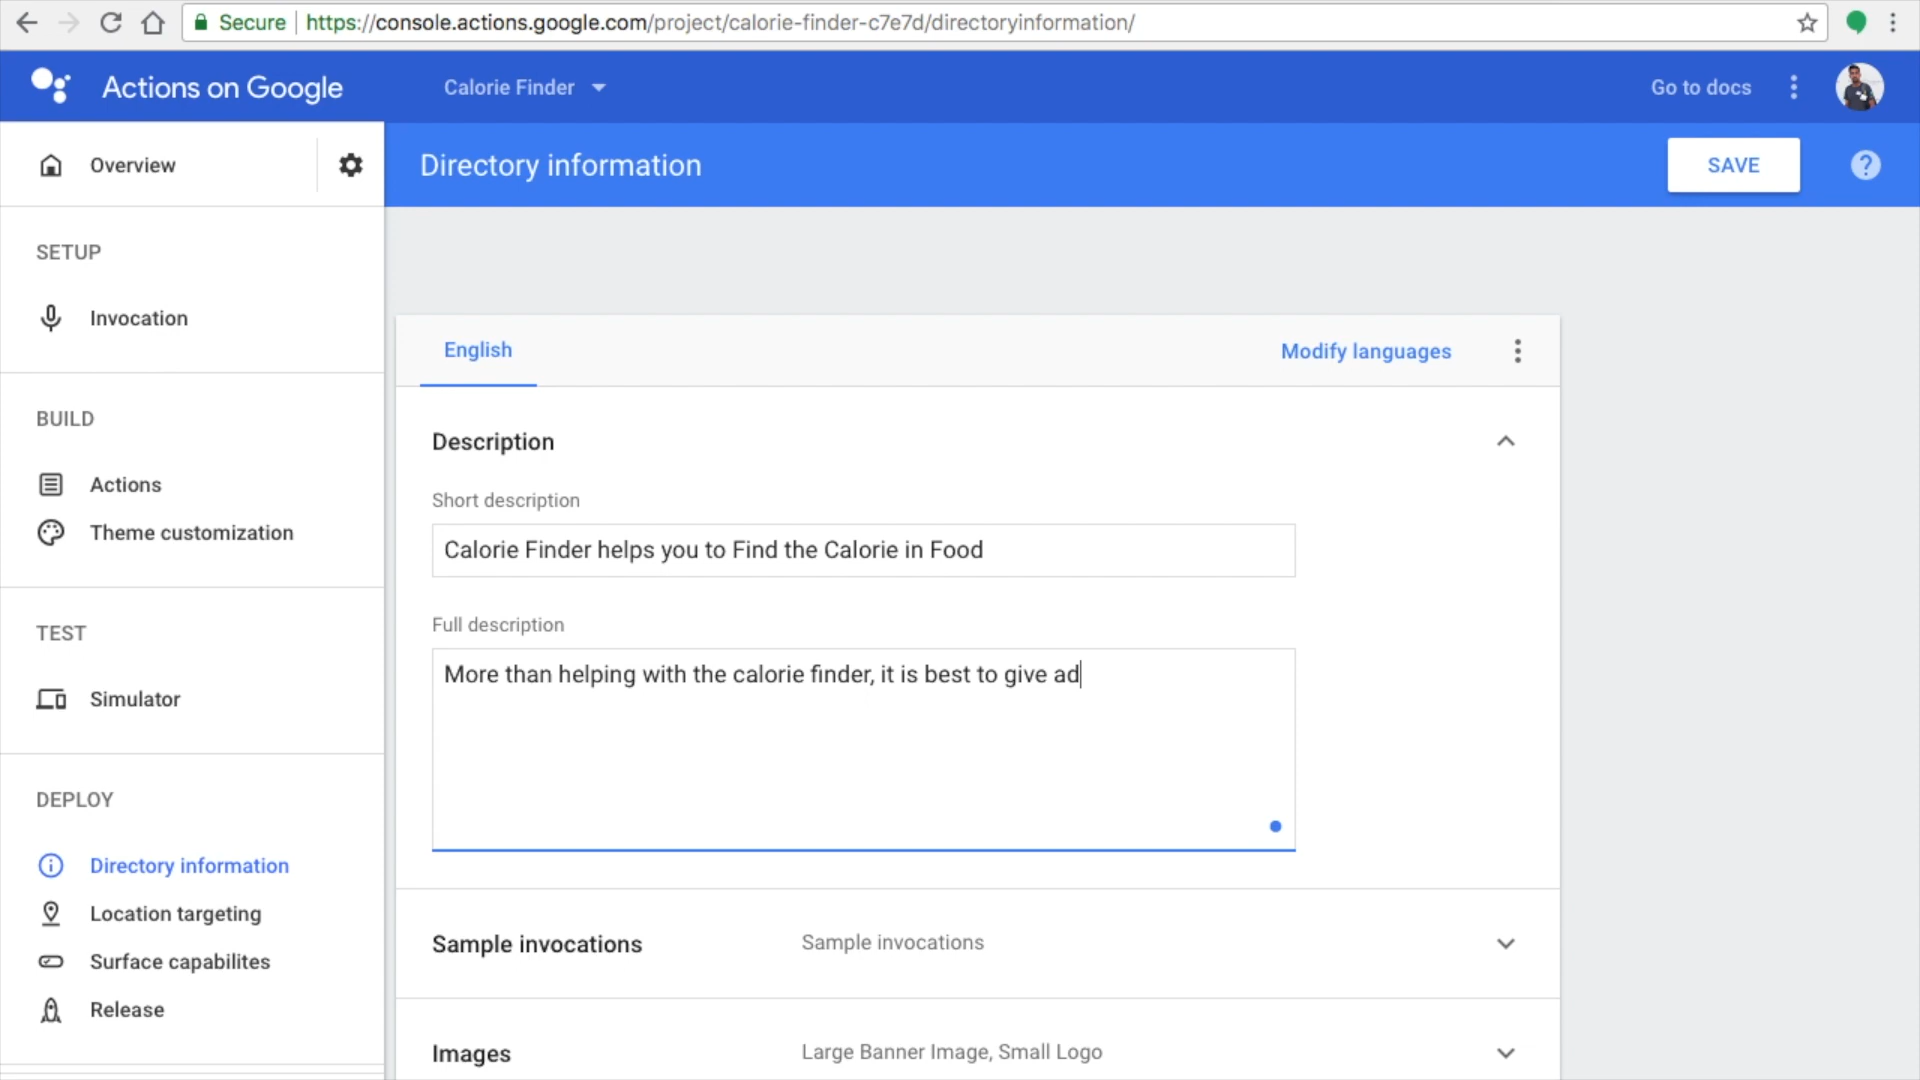 Secure https://console.actions.google.com/project/calorie-finder-c7e7d/directoryinformation/
Actions on Google
Calorie Finder
Go to docs
Overview
Directory information
SAVE
?
SETUP
Invocation
English
Modify languages
BUILD
Description
Actions
Short description
Theme customization
Calorie Finder helps you to Find the Calorie in Food
Full description
TEST
More than helping with the calorie finder, it is best to give ad
Simulator
DEPLOY
Directory information
Location targeting
Sample invocations
Sample invocations
Surface capabilites
Release
Images
Large Banner Image, Small Logo